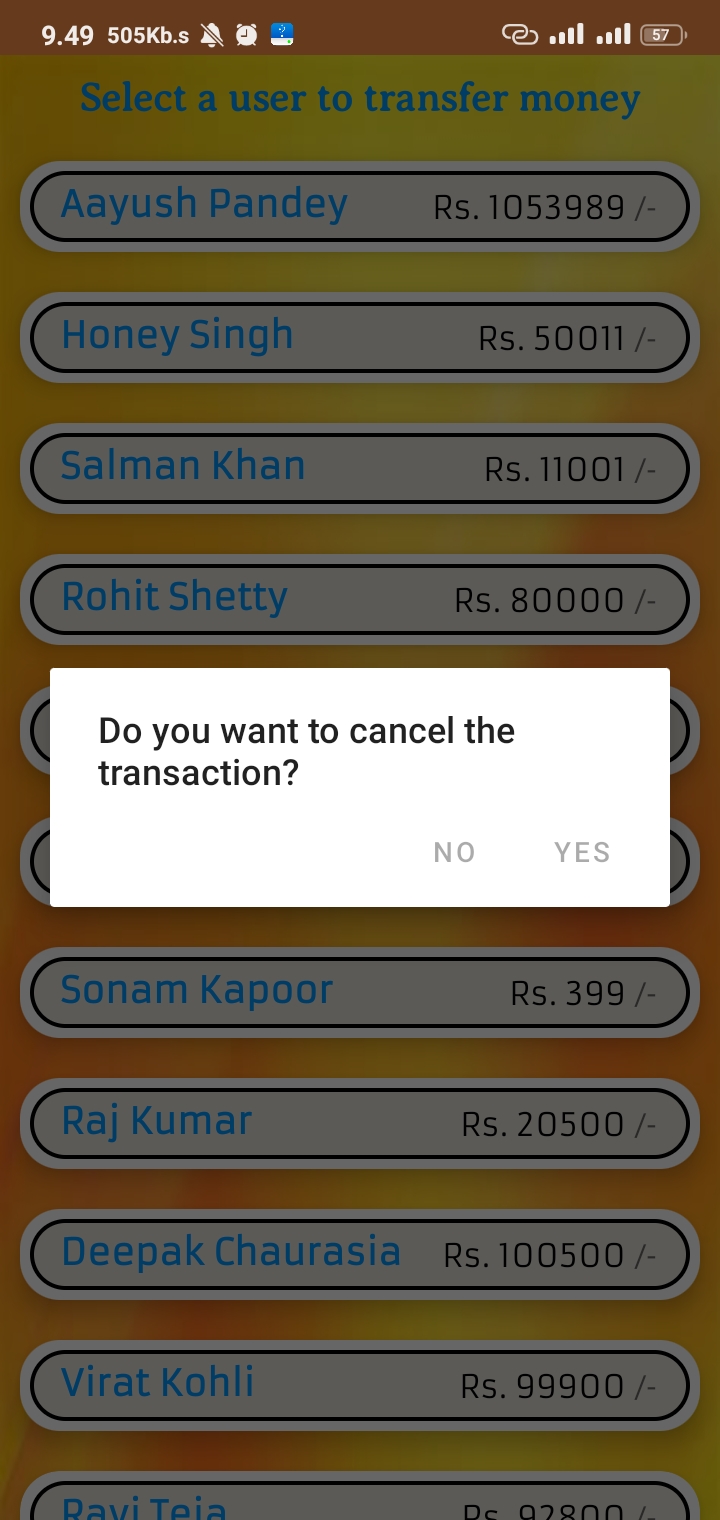 9.49 505Kb.s 57
Select a user to transfer money
Aayush Pandey Rs. 1053989 /-
Honey Singh Rs. 50011 /-
Salman Khan Rs. 11001 /-
Rohit Shetty Rs. 80000 /-
Do you want to cancel the
transaction?
NO YES
Sonam Kapoor Rs. 399 /-
Raj Kumar Rs. 20500 /-
Deepak Chaurasia Rs. 100500 /-
Virat Kohli Rs. 99900 /-
Ravi Teja Rs. 92800 /-